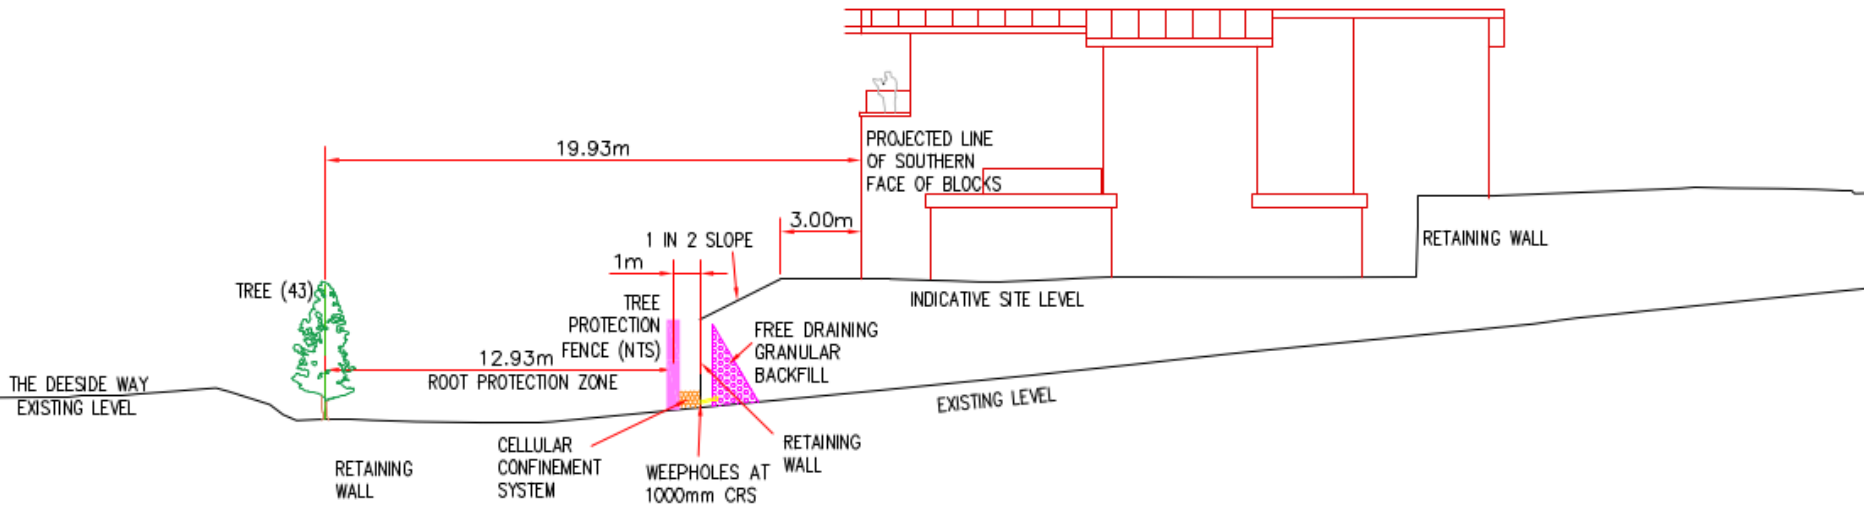 19.93m
PROJECTED LINE
OF SOUTHERN
FACE OF BLOCKS
3.00m
1 IN 2 SLOPE
1m
RETAINING WALL
TREE (43)
TREE
PROTECTION
FENCE (NTS)
INDICATIVE SITE LEVEL
FREE DRAINING
GRANULAR
BACKFILL
12.93m
ROOT PROTECTION ZONE
THE DEESIDE WAY
EXISTING LEVEL
EXISTING LEVEL
RETAINING
WALL
CELLULAR
CONFINEMENT
SYSTEM
WEEPHOLES AT
1000mm CRS
RETAINING
WALL